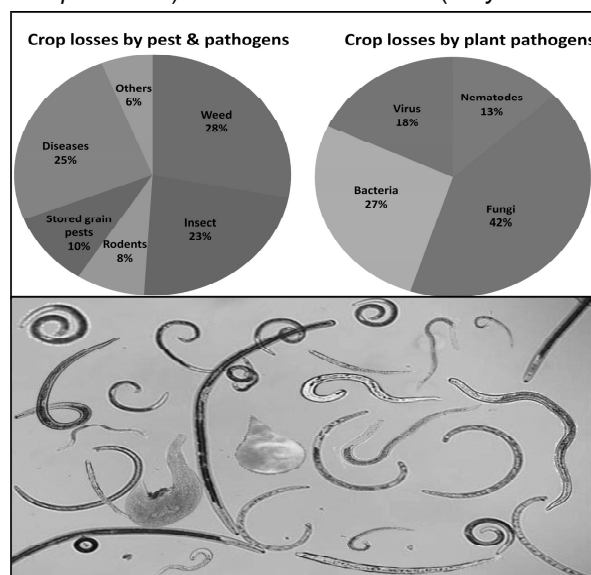 Crop losses by pest & pathogens
Crop losses by plant pathogens
Others
6%
Weed
28%
Diseases
25%
Stored grain
pests
10%
Rodents
8%
Insect
23%
Virus
18%
Nematodes
13%
Bacteria
27%
Fungi
42%